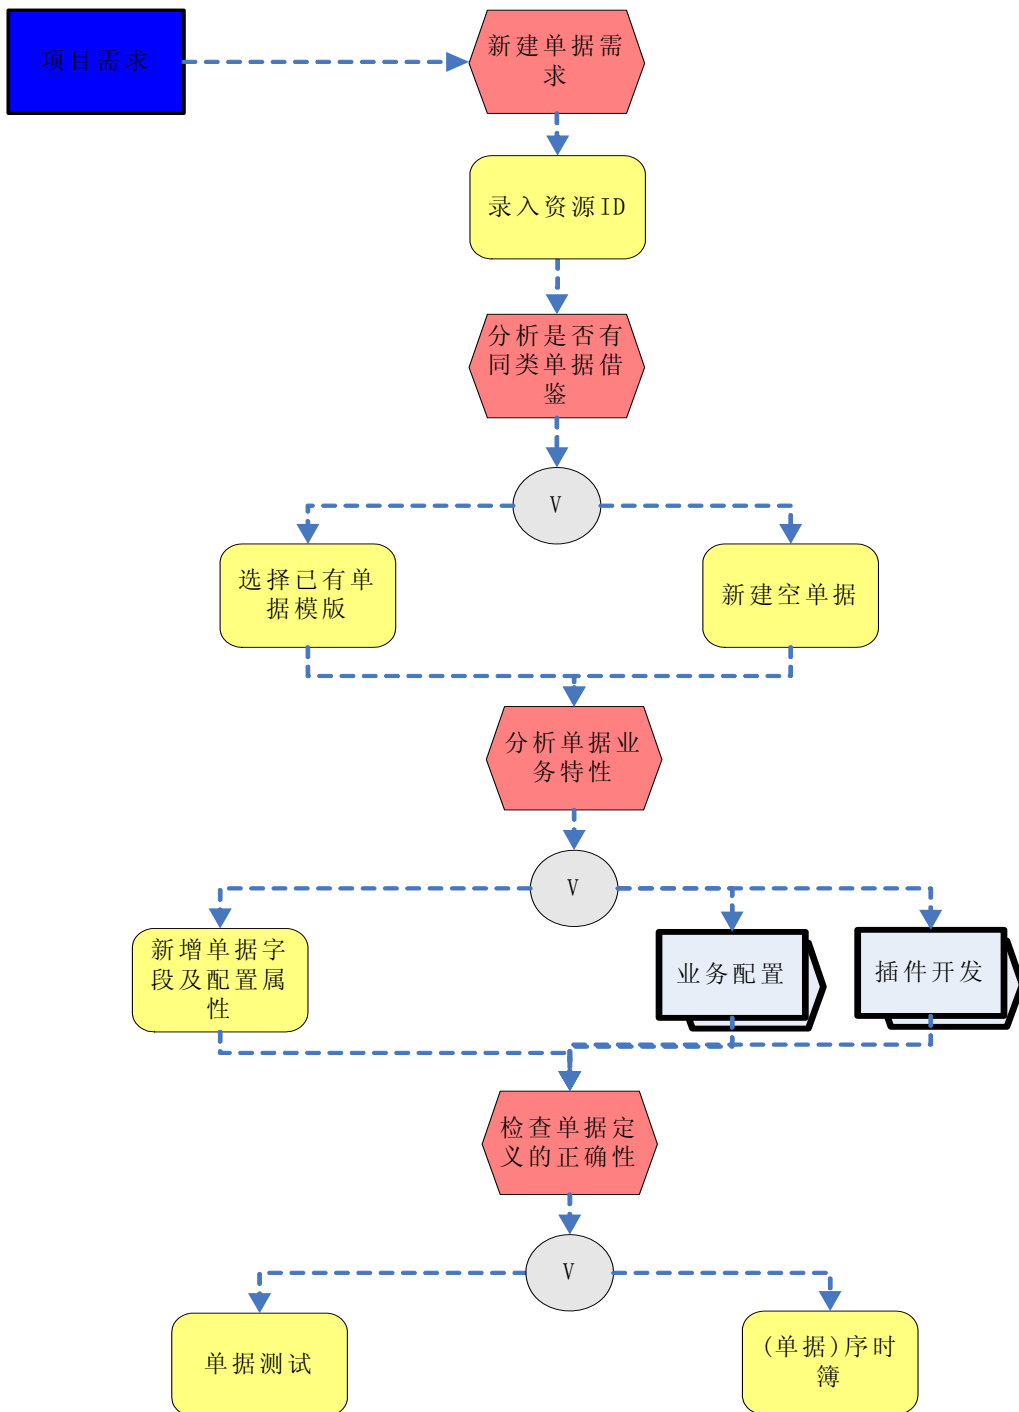 项目需求
新建单据需
求
录入资源ID
分析是否有
同类单据借
鉴
V
选择已有单
据模版
新建空单据
分析单据业
务特性
V
新增单据字
段及配置属
性
业务配置
插件开发
检查单据定
义的正确性
V
单据测试
(单据)序时
簿